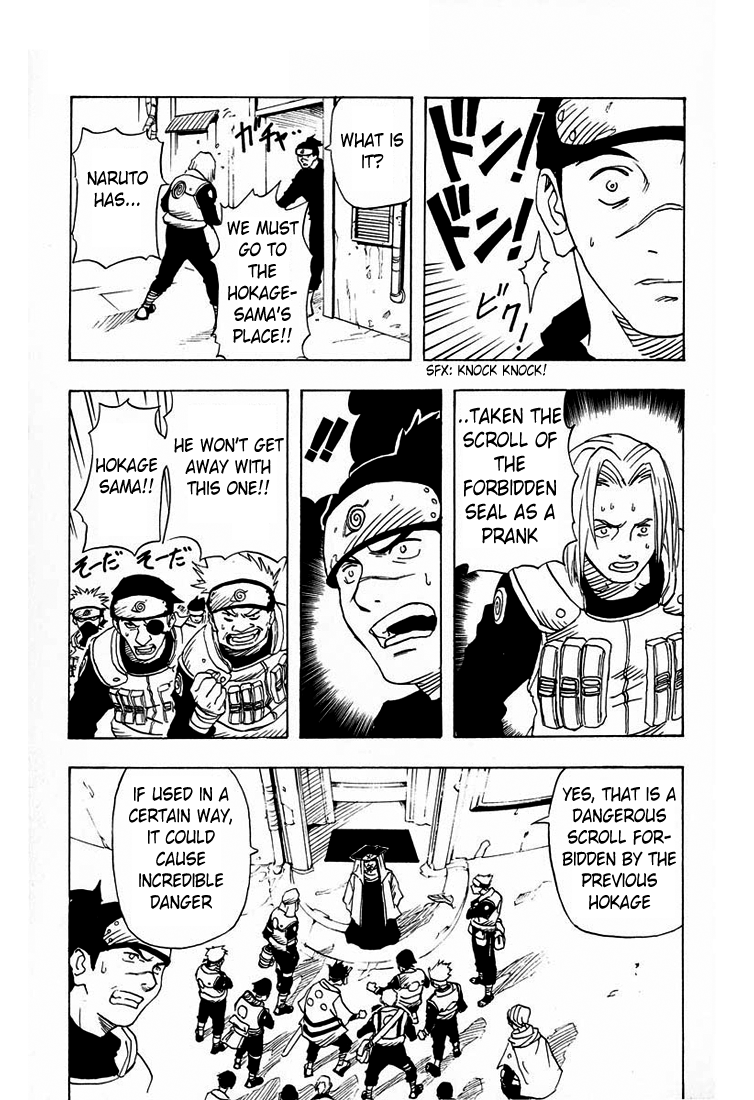 ドン!
ドン!
ビクッ!
SFX: KNOCK KNOCK!
WHAT IS
IT?
ガチャ
WE MUST
GO TO
THE
HOKAGE-
SAMA'S
PLACE!!
NARUTO
HAS...
..TAKEN THE
SCROLL OF
THE
FORBIDDEN
SEAL AS A
PRANK
!!
HE WON'T GET
AWAY WITH
THIS ONE!!
HOKAGE
SAMA!!
そーだ
そーだ
YES, THAT IS A
DANGEROUS
SCROLL FOR-
BIDDEN BY THE
PREVIOUS
HOKAGE
IF USED IN A
CERTAIN WAY,
IT COULD
CAUSE
INCREDIBLE
DANGER